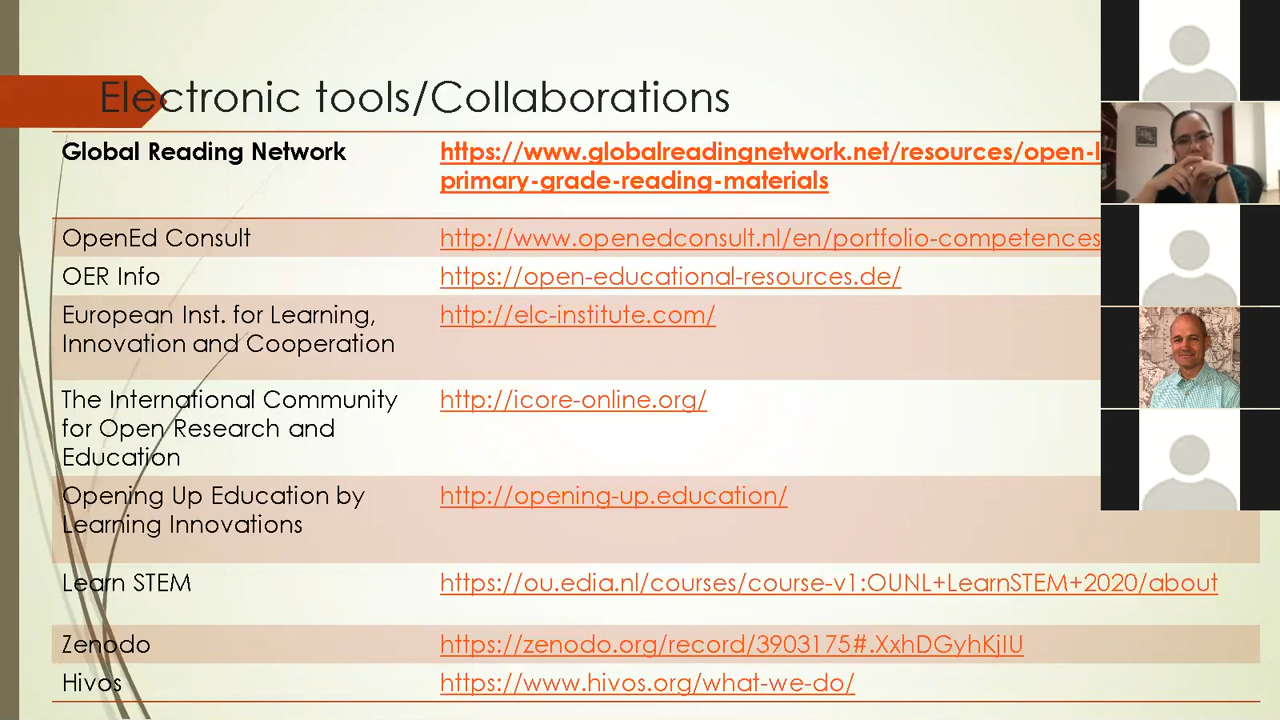 Electronic tools/Collaborations
Global Reading Network
https://www.globalreadingnetwork.net/resources/open-l
primary-grade-reading-materials
OpenEd Consult
http://www.openedconsult.nl/en/portfolio-competences
OER Info
https://open-educational-resources.de/
European Inst. for Learning,
Innovation and Cooperation
http://elc-institute.com/
The International Community
for Open Research and
Education
http://icore-online.org/
Opening Up Education by
Learning Innovations
http://opening-up.education/
Learn STEM
https://ou.edia.nl/courses/course-v1:OUNL+LearnSTEM+2020/about
Zenodo
https://zenodo.org/record/3903175#.XxhDGyhKjIU
Hivos
https://www.hivos.org/what-we-do/